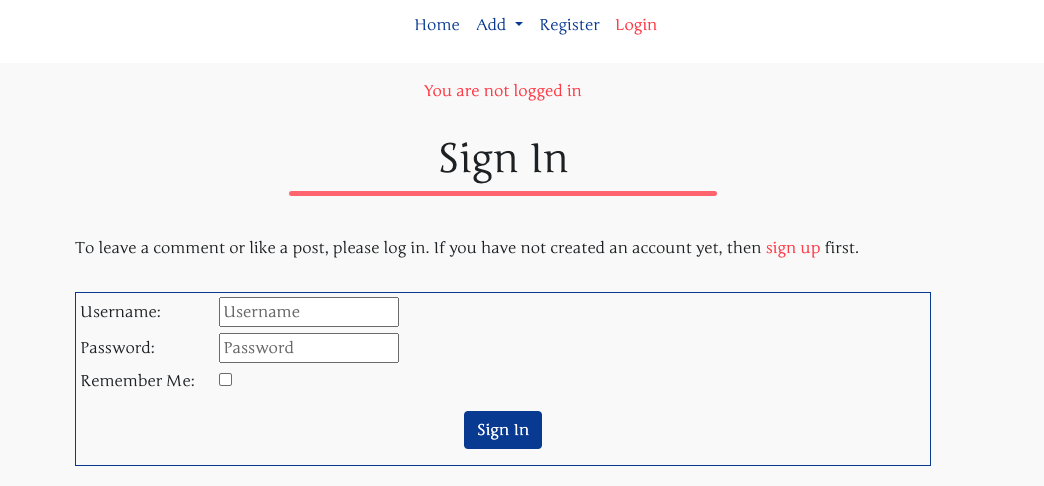 Home Add Register Login
You are not logged in
Sign In
To leave a comment or like a post, please log in. If you have not created an account yet, then sign up first.
Username: Username
Password: Password
Remember Me:
Sign In